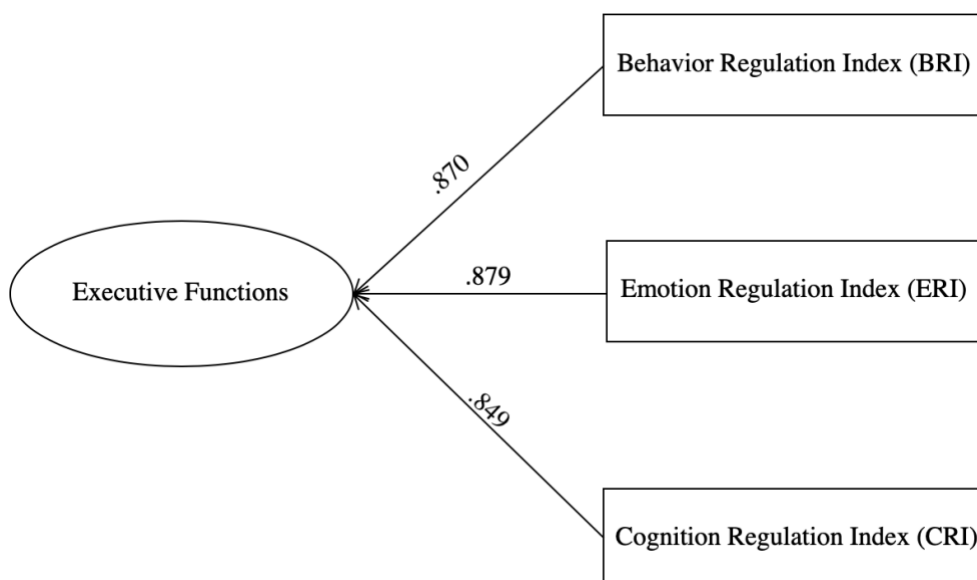 Behavior Regulation Index (BRI)
.870
Executive Functions
.879
Emotion Regulation Index (ERI)
.849
Cognition Regulation Index (CRI)